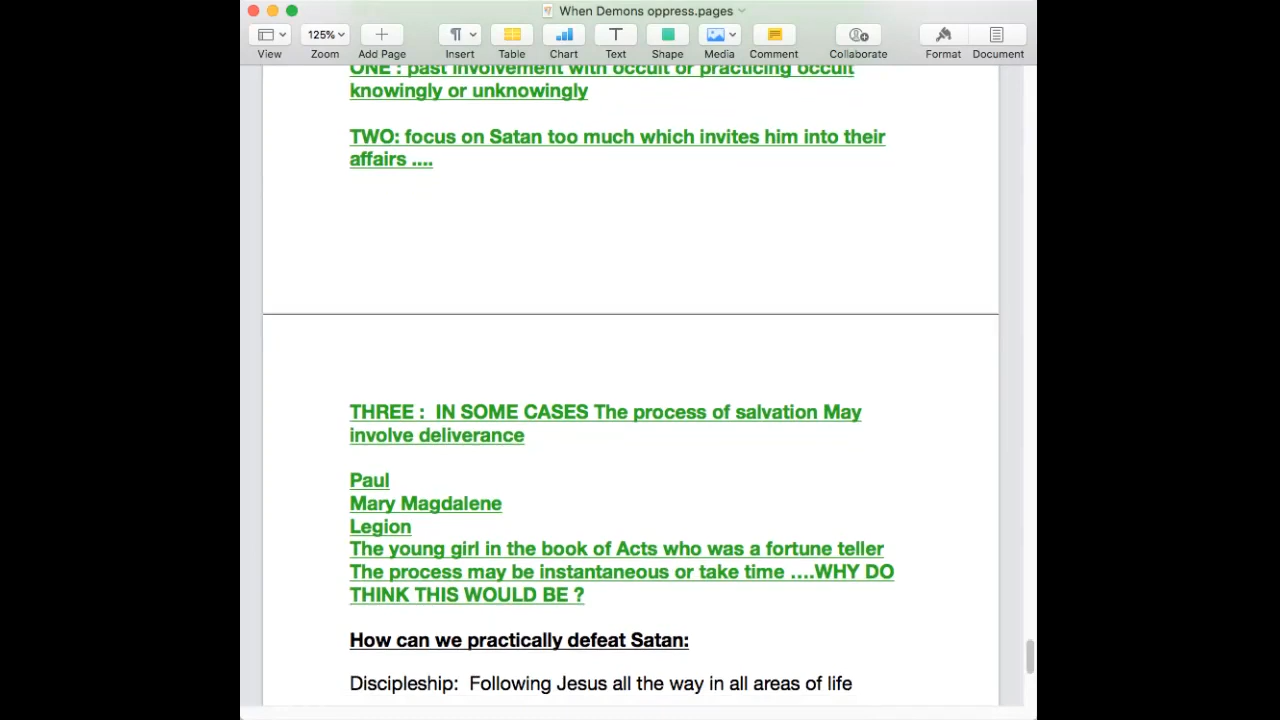 When Demons oppress.pages
125%
View
Zoom
Add Page
Insert
Table
Chart
Text
Shape
Media
Comment
Collaborate
Format
Document
ONE : past involvement with occult or practicing occult
knowingly or unknowingly
TWO: focus on Satan too much which invites him into their
affairs ....
THREE :  IN SOME CASES The process of salvation May
involve deliverance
Paul
Mary Magdalene
Legion
The young girl in the book of Acts who was a fortune teller
The process may be instantaneous or take time ….WHY DO
THINK THIS WOULD BE ?
How can we practically defeat Satan:
Discipleship:  Following Jesus all the way in all areas of life